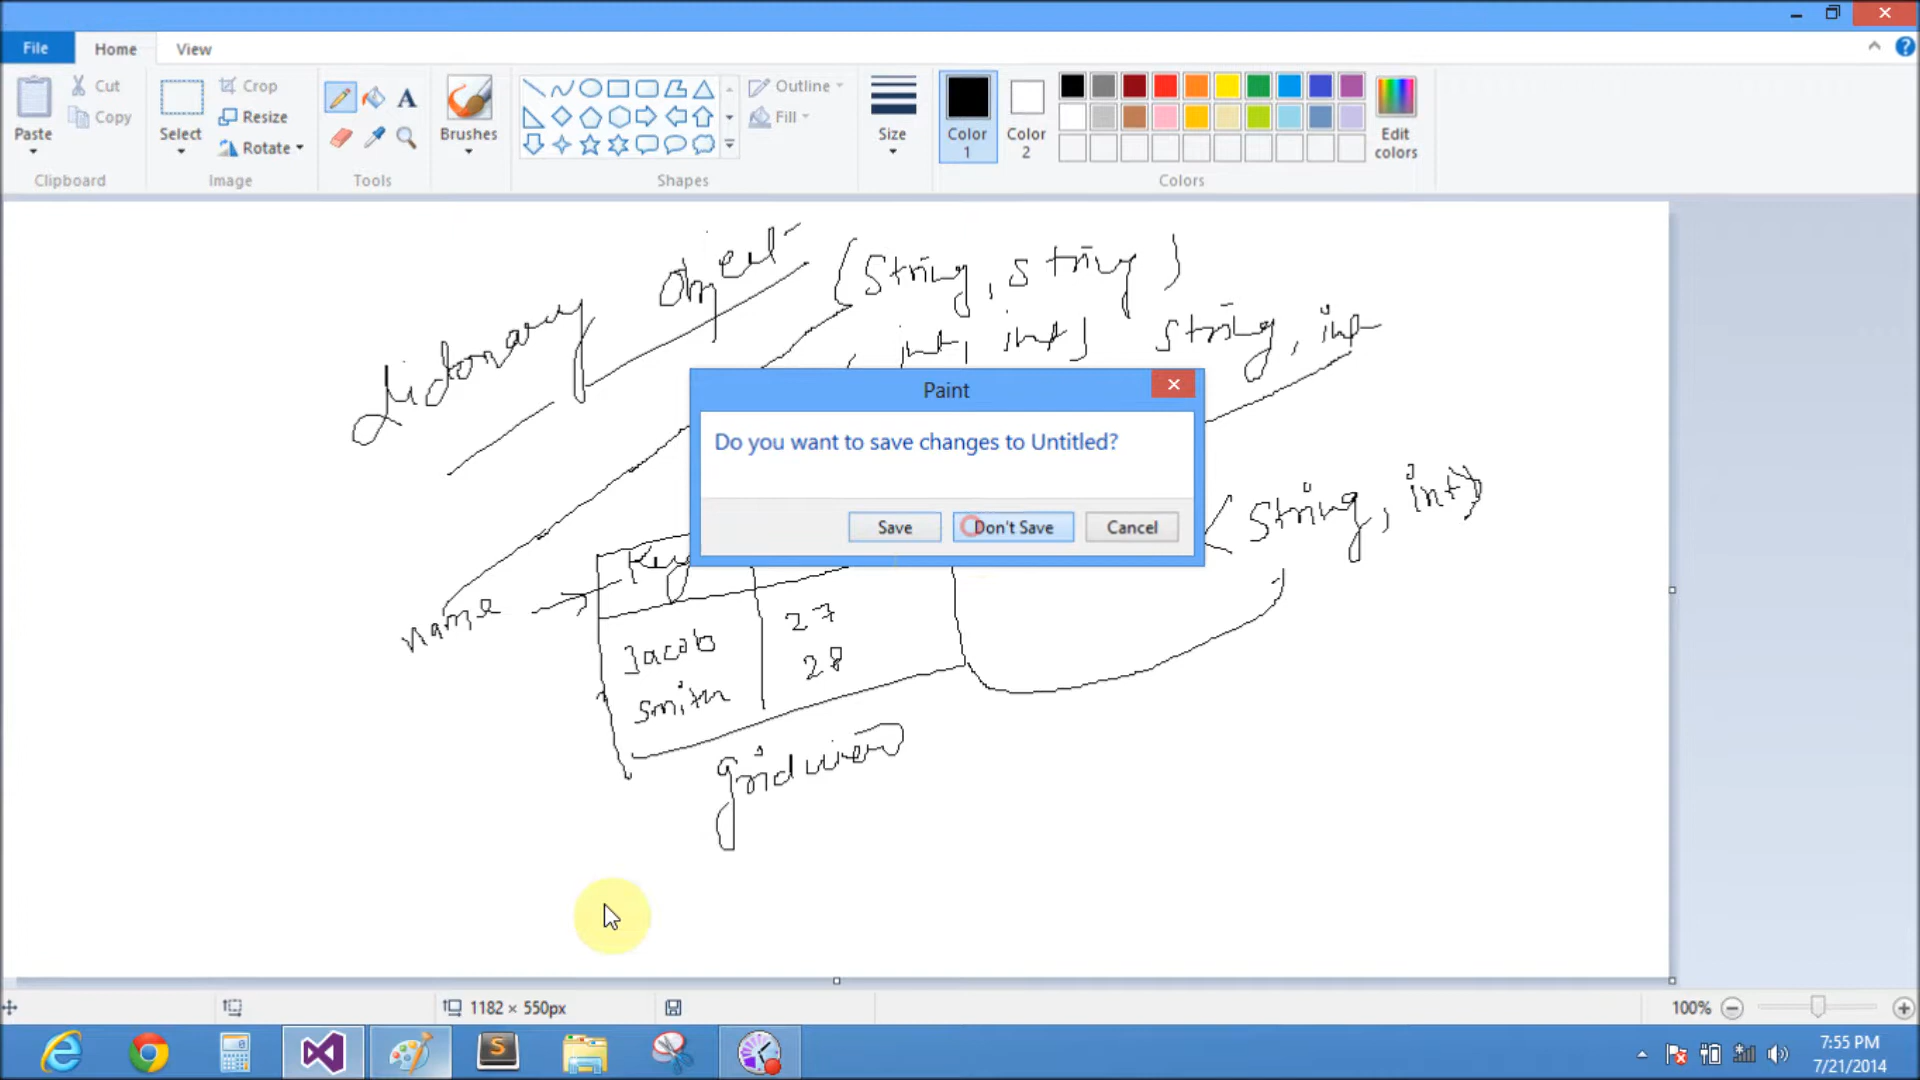 File
Home
View
Paste
Cut
Copy
Clipboard
Select
Crop
Resize
Rotate
Image
A
Tools
Brushes
Outline
Fill
Shapes
Size
Color
1
Color
2
Edit
colors
Colors
dictonary object
(String, string)
int, int) string, int
Paint
Do you want to save changes to Untitled?
Save
Don't Save
Cancel
< String, int>
name
Key
Jacob 27
Smith 28
gridview
1182 × 550px
100%
S
7:55 PM
7/21/2014